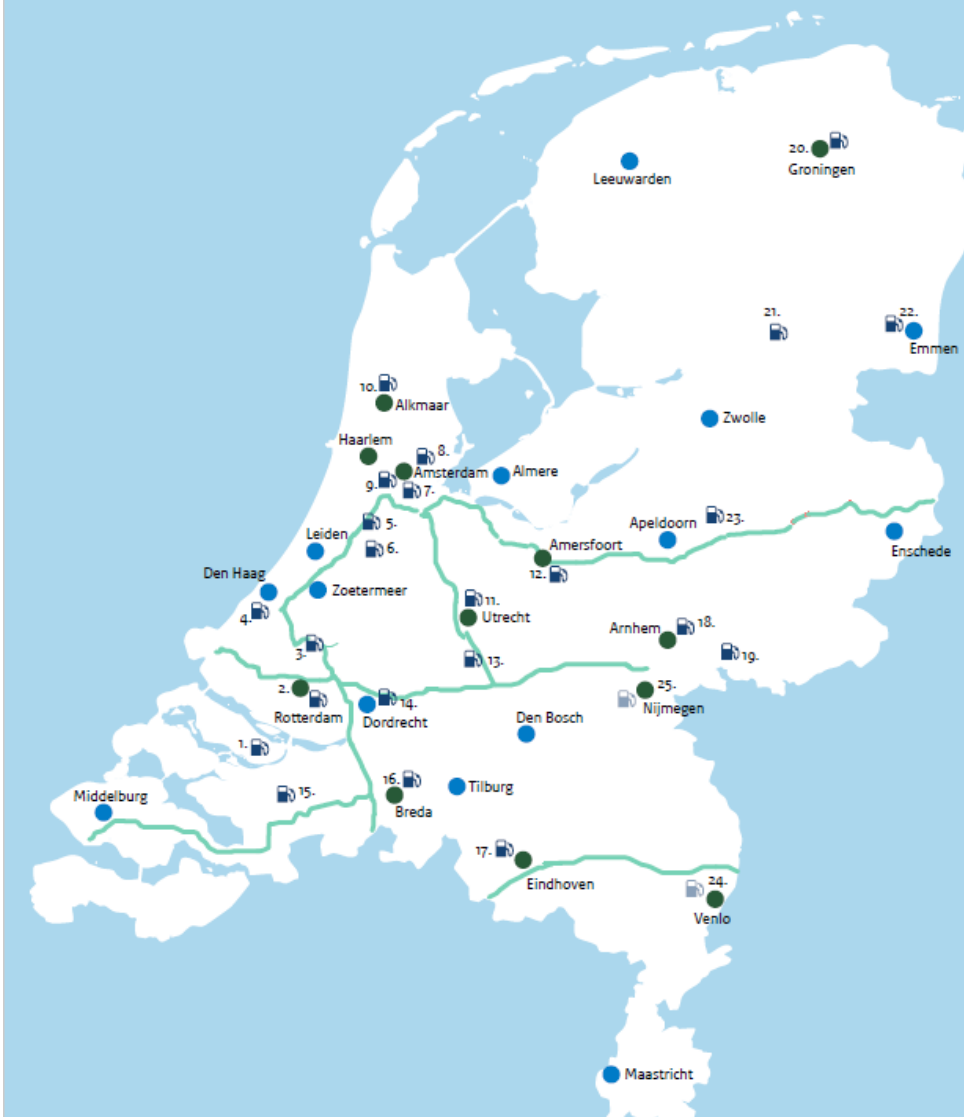 20.
Groningen
Leeuwarden
21.
22.
Emmen
10.
Alkmaar
Zwolle
Haarlem
8.
Amsterdam
Almere
9.
7.
5.
Apeldoorn
23.
Leiden
6.
Amersfoort
Enschede
Den Haag
12.
Zoetermeer
4.
11.
Utrecht
Arnhem
18.
3.
13.
19.
2.
25.
Rotterdam
14.
Nijmegen
Dordrecht
Den Bosch
1.
16.
Tilburg
Middelburg
15.
Breda
17.
Eindhoven
24.
Venlo
Maastricht